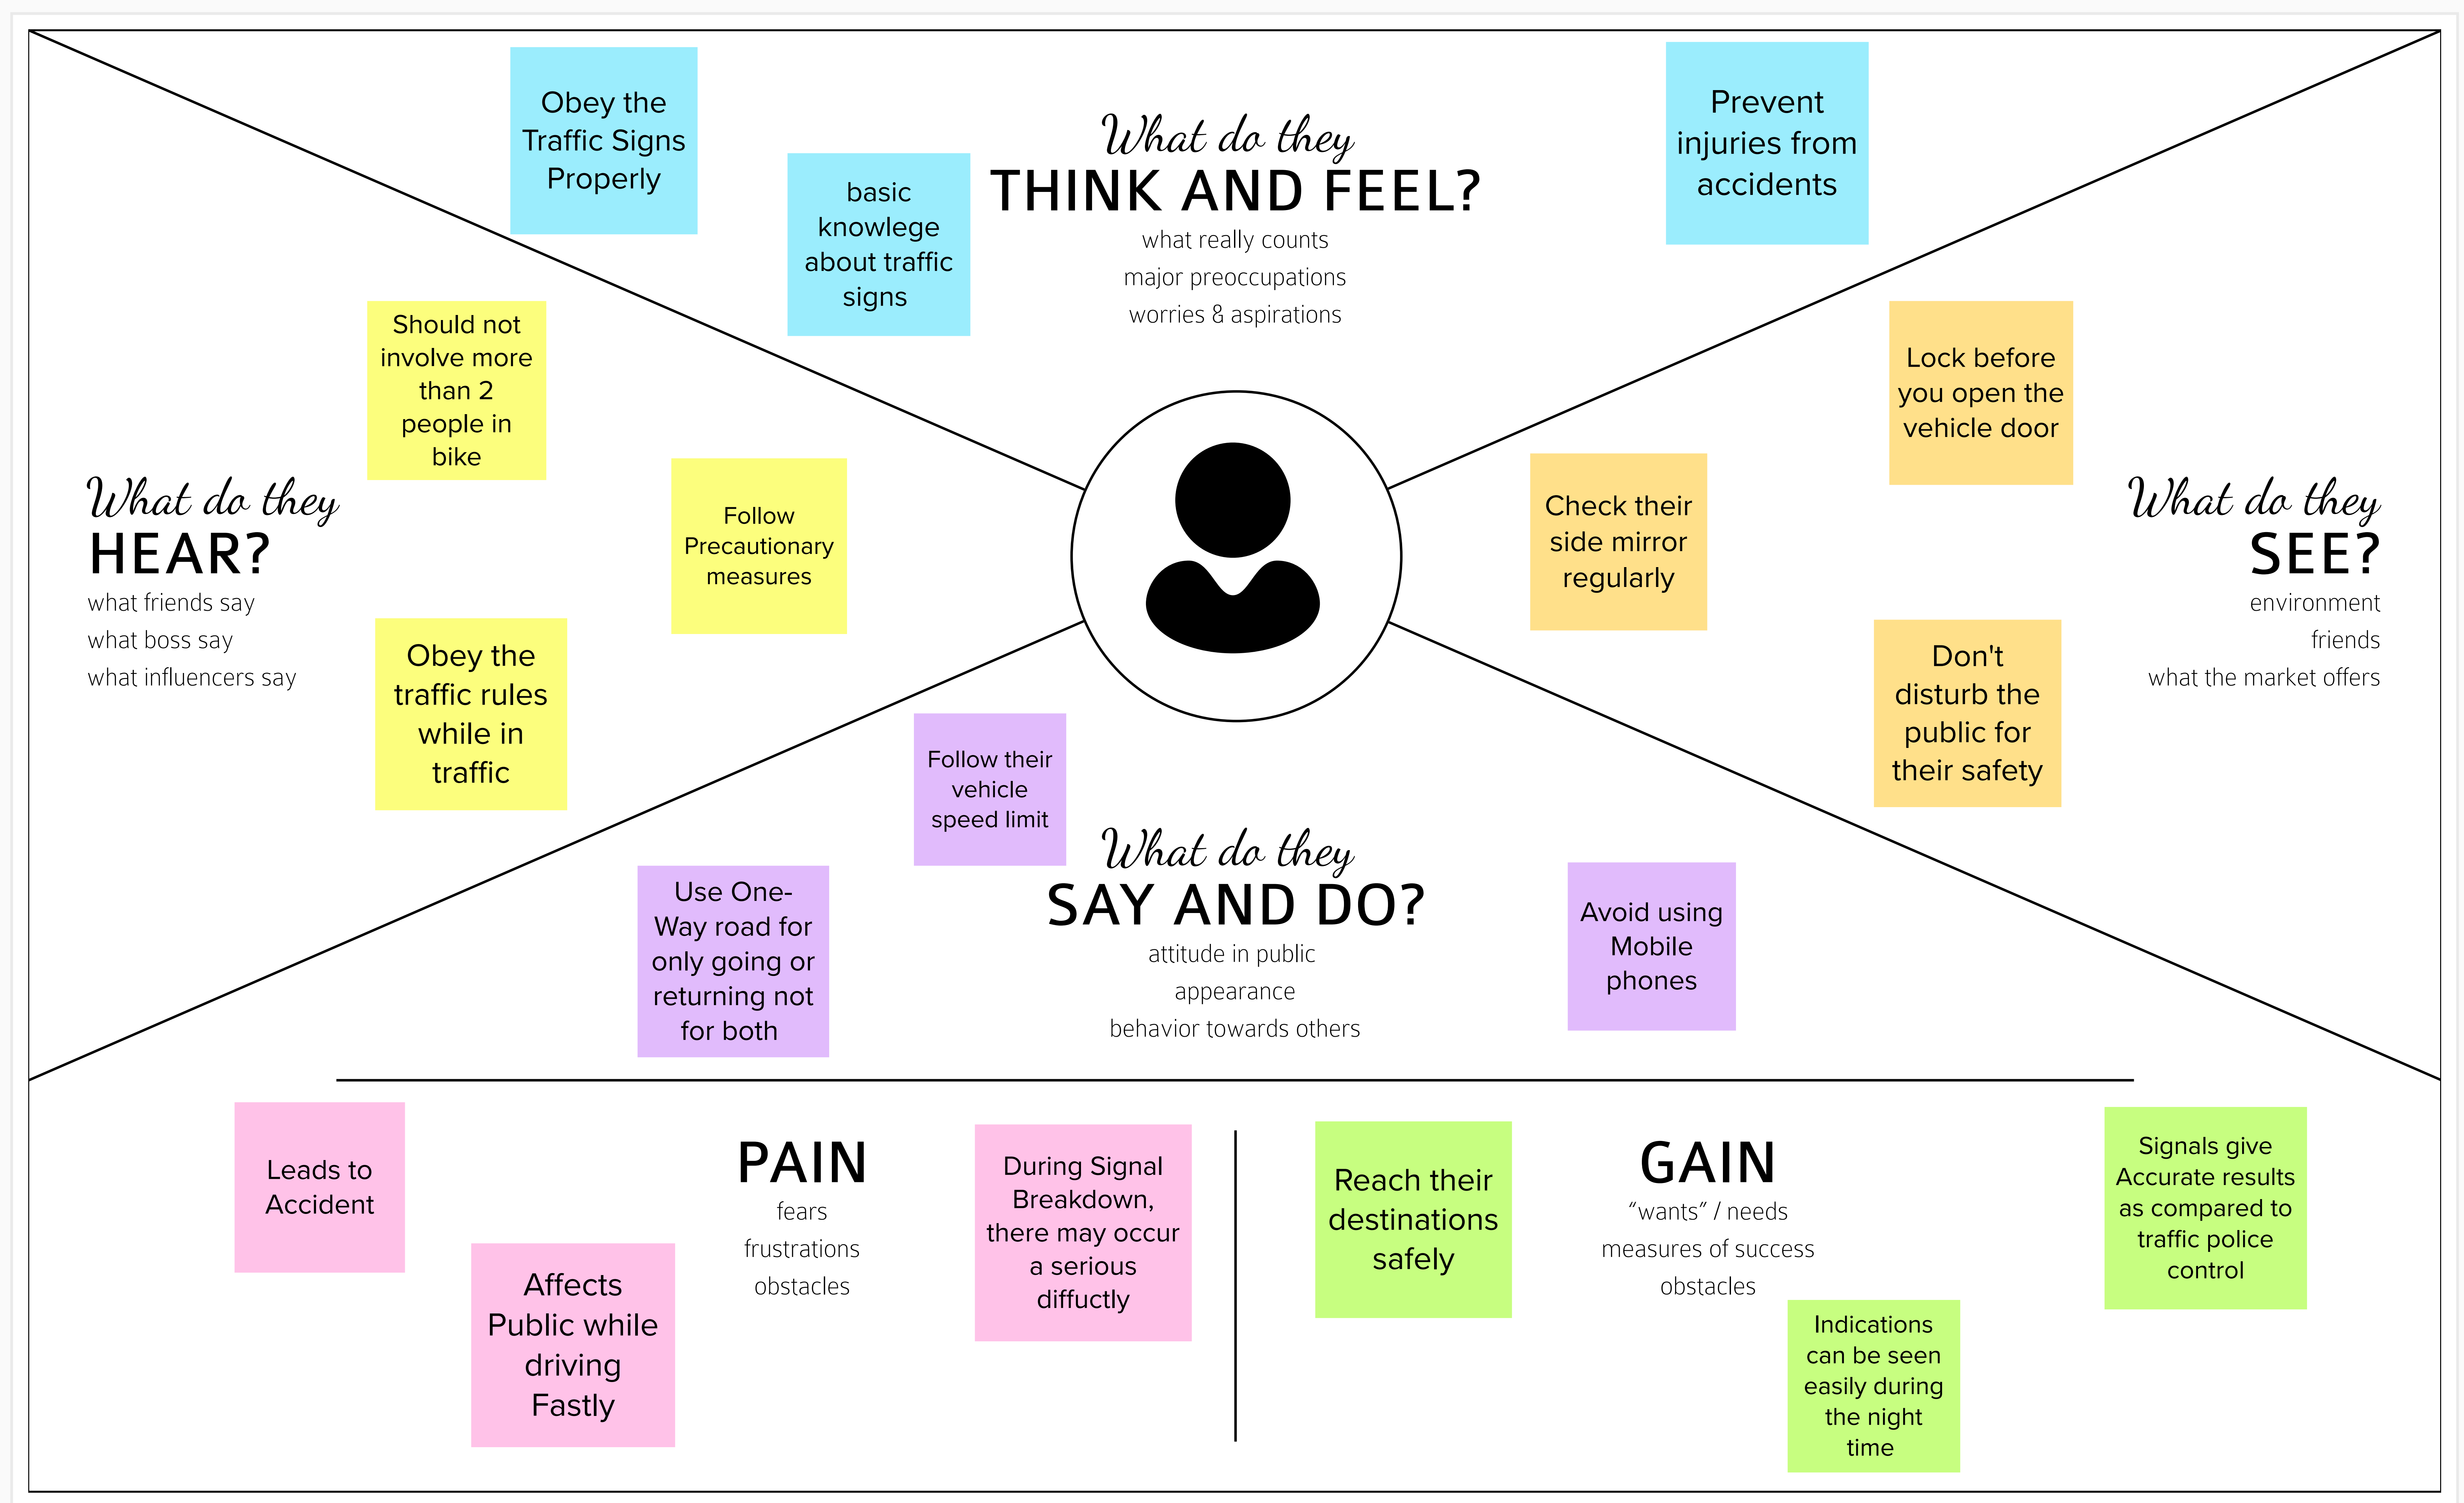 Obey the
Traffic Signs
Properly
basic
knowlege
about traffic
signs
What do they
THINK AND FEEL?
what really counts
major preoccupations
worries & aspirations
Prevent
injuries from
accidents
Should not
involve more
than 2
people in
bike
Follow
Precautionary
measures
What do they
HEAR?
what friends say
what boss say
what influencers say
Obey the
traffic rules
while in
traffic
Lock before
you open the
vehicle door
Check their
side mirror
regularly
What do they
SEE?
environment
friends
what the market offers
Don't
disturb the
public for
their safety
Follow their
vehicle
speed limit
Use One-
Way road for
only going or
returning not
for both
What do they
SAY AND DO?
attitude in public
appearance
behavior towards others
Avoid using
Mobile
phones
Leads to
Accident
Affects
Public while
driving
Fastly
PAIN
fears
frustrations
obstacles
During Signal
Breakdown,
there may occur
a serious
diffuctly
Reach their
destinations
safely
GAIN
“wants” / needs
measures of success
obstacles
Indications
can be seen
easily during
the night
time
Signals give
Accurate results
as compared to
traffic police
control